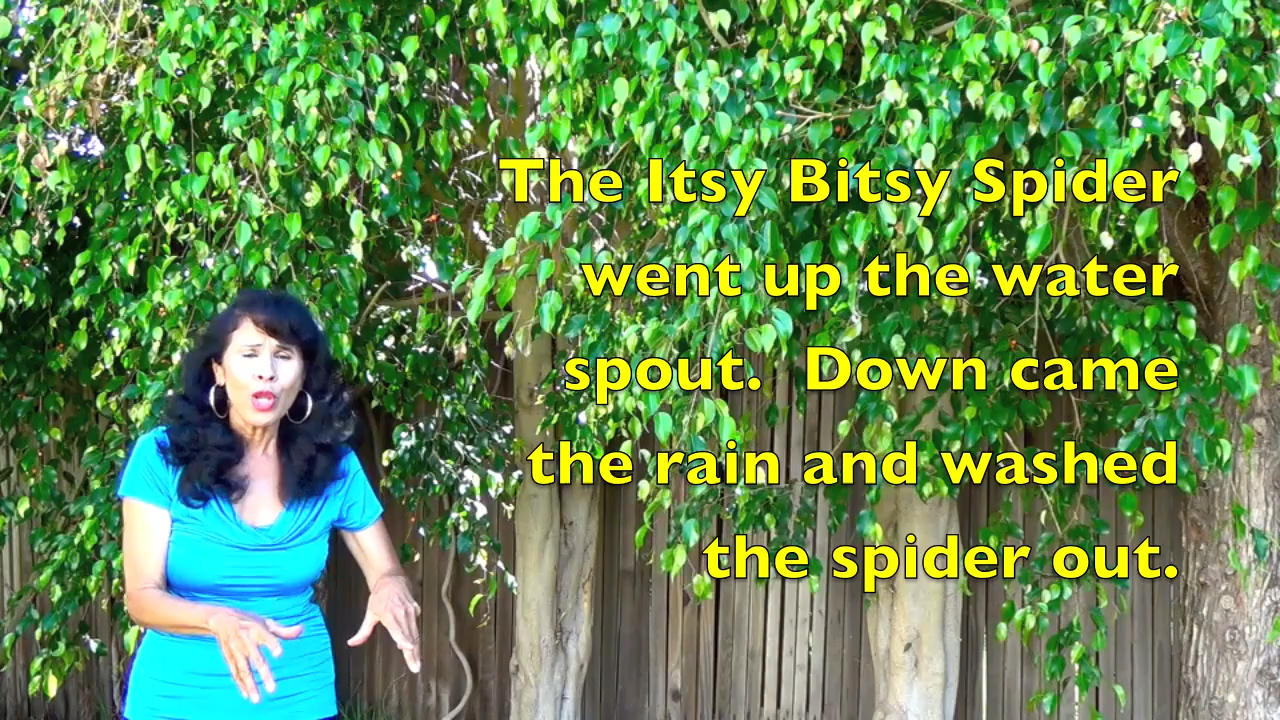 The Itsy Bitsy Spider
went up the water
spout.  Down came
the rain and washed
the spider out.